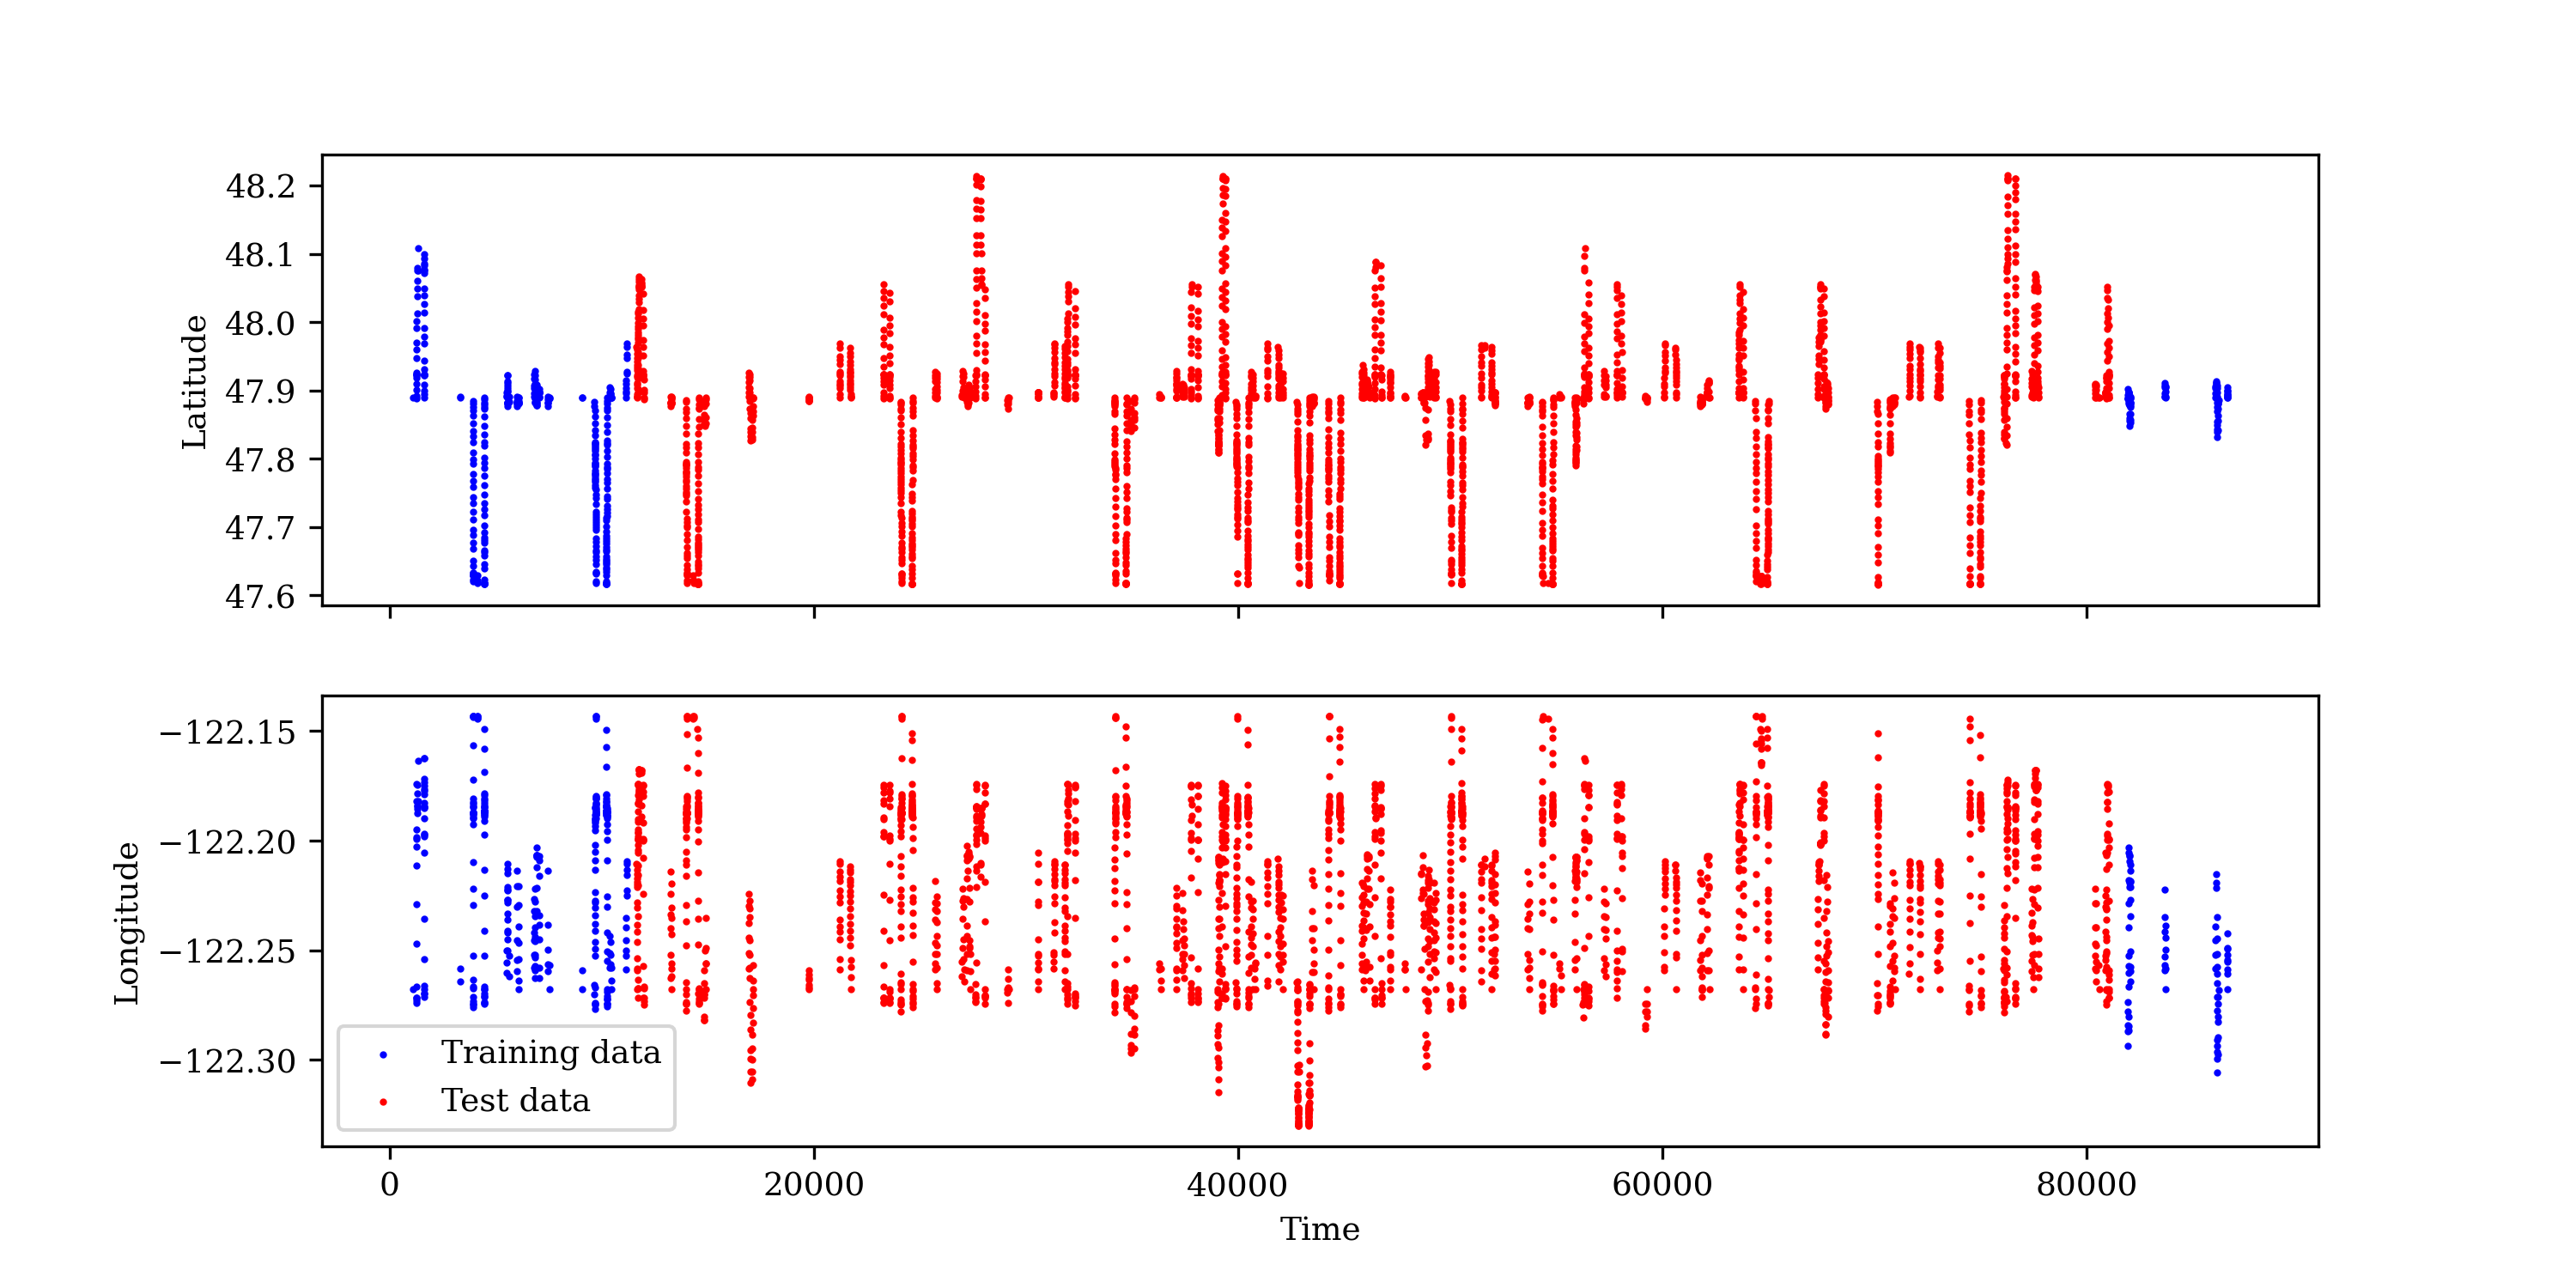 48.2
48.1
48.0
47.9
47.8
47.7
47.6
Latitude
−122.15
−122.20
−122.25
−122.30
Longitude
Training data
Test data
0 20000 40000 60000 80000
Time